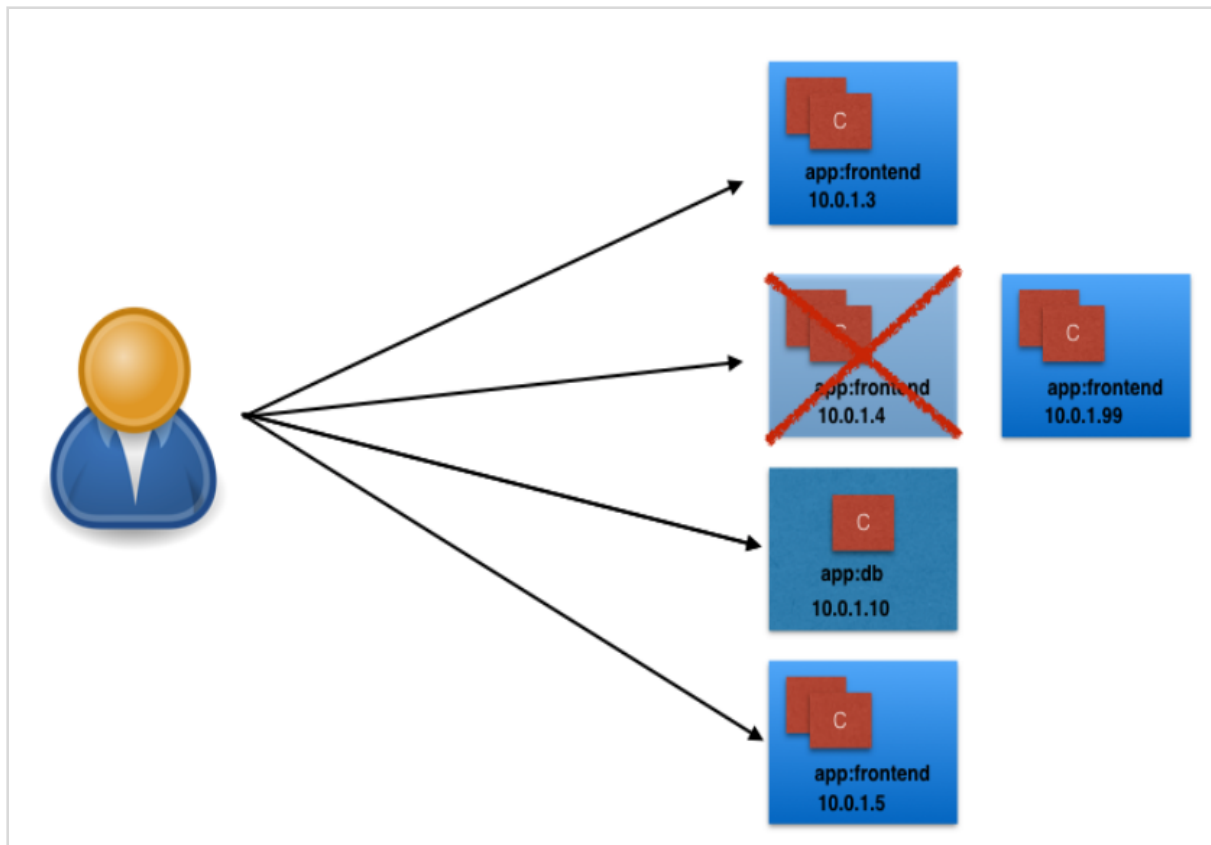 C
app:frontend
10.0.1.3
C
app:frontend
10.0.1.4
C
app:frontend
10.0.1.99
C
app:db
10.0.1.10
C
app:frontend
10.0.1.5